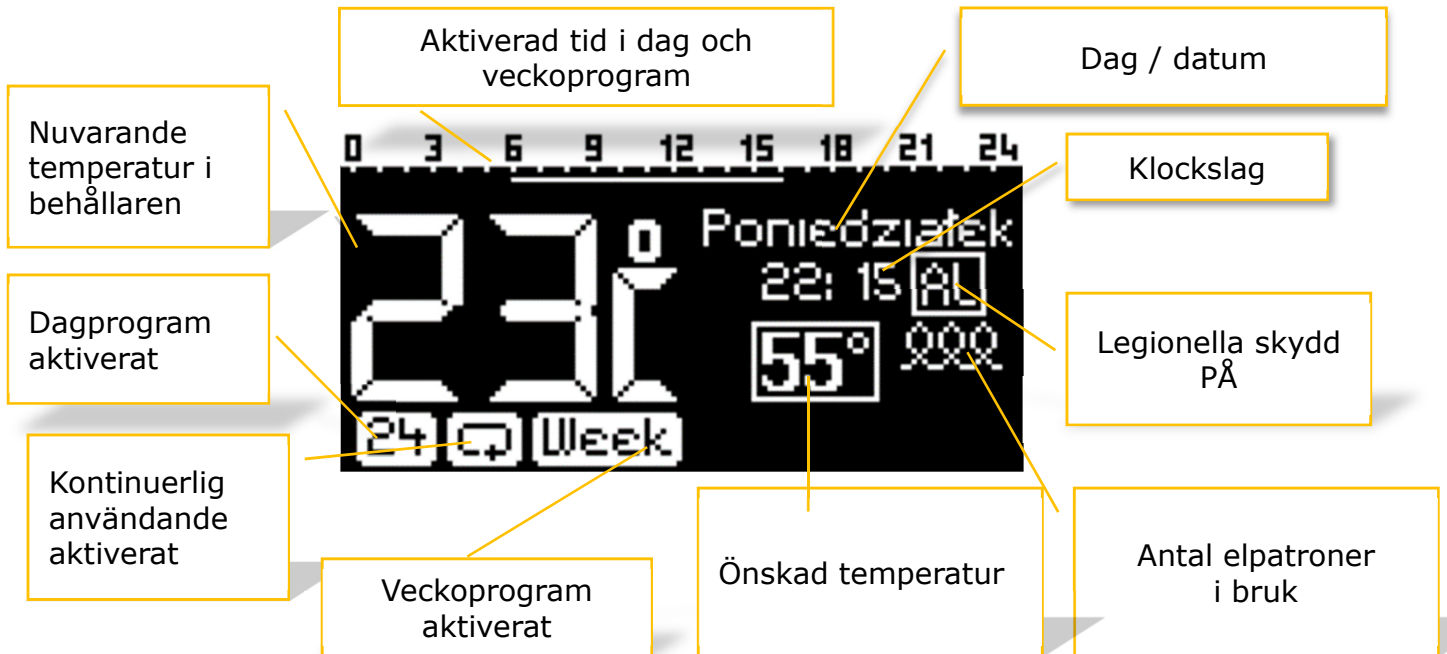 Aktiverad tid i dag och
veckoprogram
Dag / datum
Nuvarande
temperatur i
behållaren
0 3 6 9 12 15 18 21 24
Klockslag
23°C
Poniedziałek
22: 15 AL
55°
Dagprogram
aktiverat
Legionella skydd
PÅ
24 Week
Kontinuerlig
användande
aktiverat
Veckoprogram
aktiverat
Önskad temperatur
Antal elpatroner
i bruk